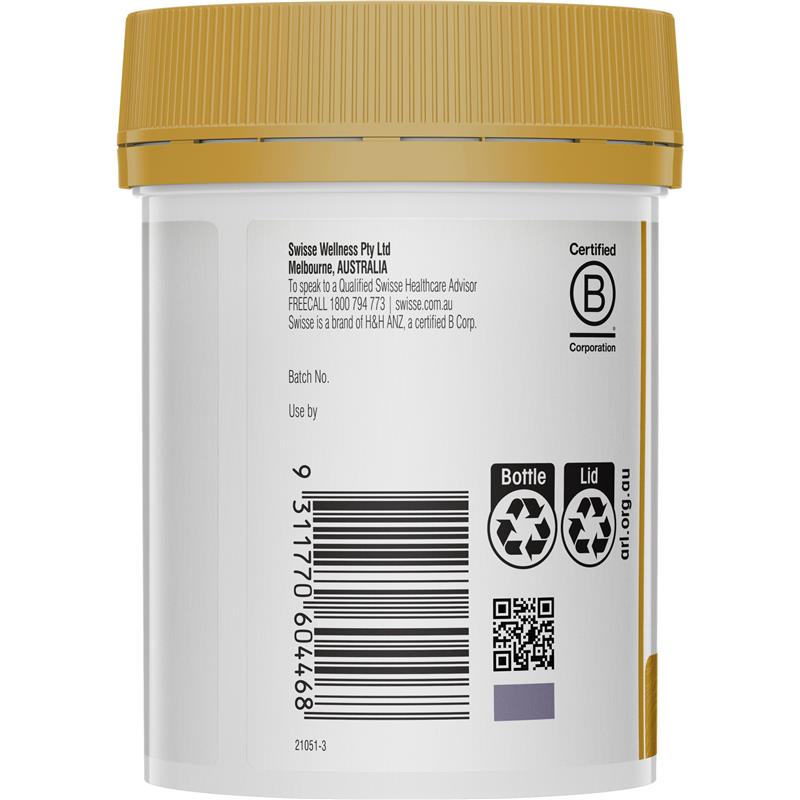 Swisse Wellness Pty Ltd
Melbourne, AUSTRALIA
To speak to a Qualified Swisse Healthcare Advisor
FREECALL 1800 794 773 | swisse.com.au
Swisse is a brand of H&H ANZ, a certified B Corp.
Certified
B
®
Corporation
Batch No.
Use by
Bottle
Lid
arl.org.au
9 311770 604468
21051-3